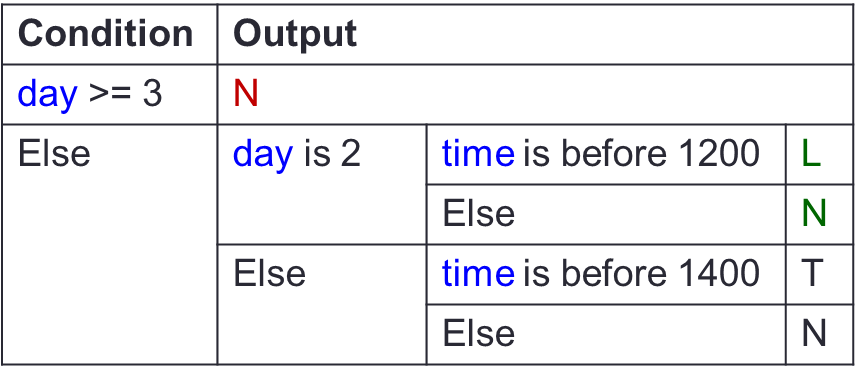 Condition Output
day >= 3 N
Else day is 2 time is before 1200 L
Else N
Else time is before 1400 T
Else N